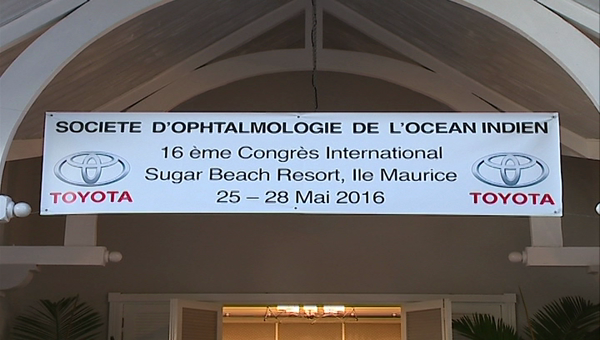 SOCIETE D'OPHTALMOLOGIE DE L'OCEAN INDIEN
16 ème Congrès International
Sugar Beach Resort, Ile Maurice
25 – 28 Mai 2016
TOYOTA
TOYOTA